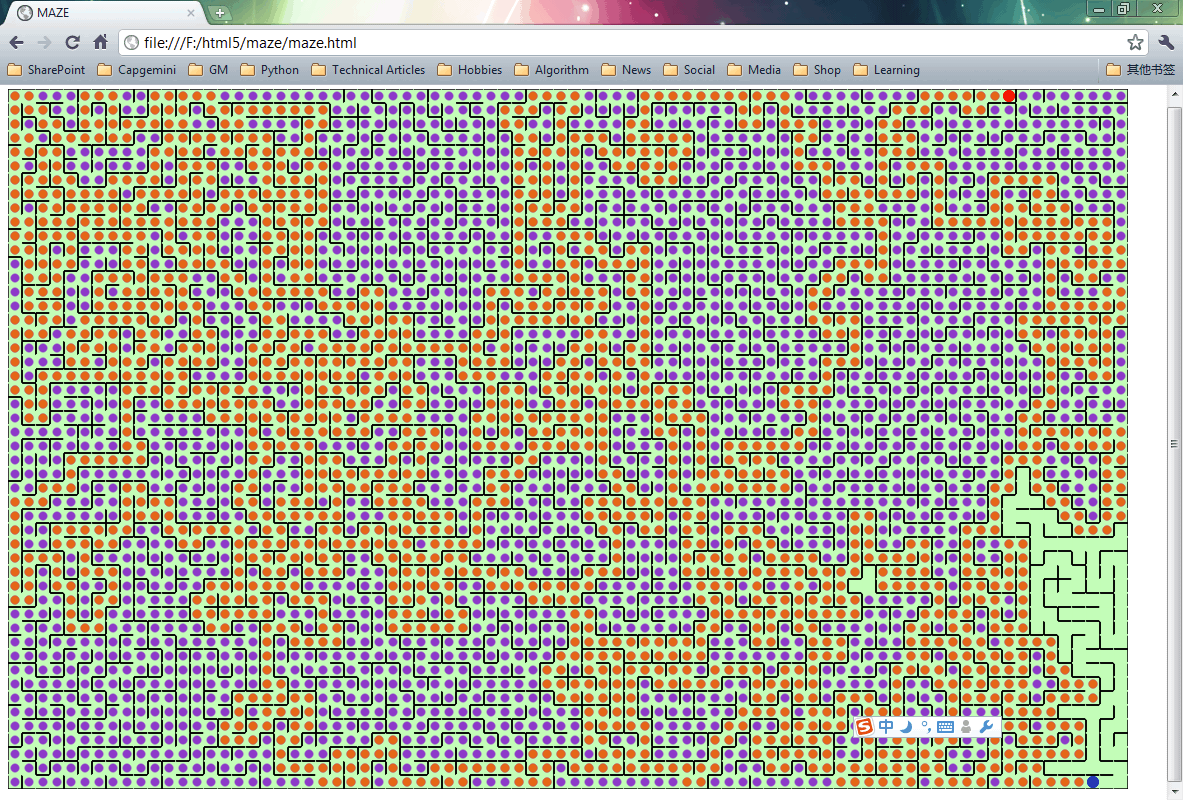 MAZE
file:///F:/html5/maze/maze.html
SharePoint Capgemini GM Python Technical Articles Hobbies Algorithm News Social Media Shop Learning 其他书签
S 中